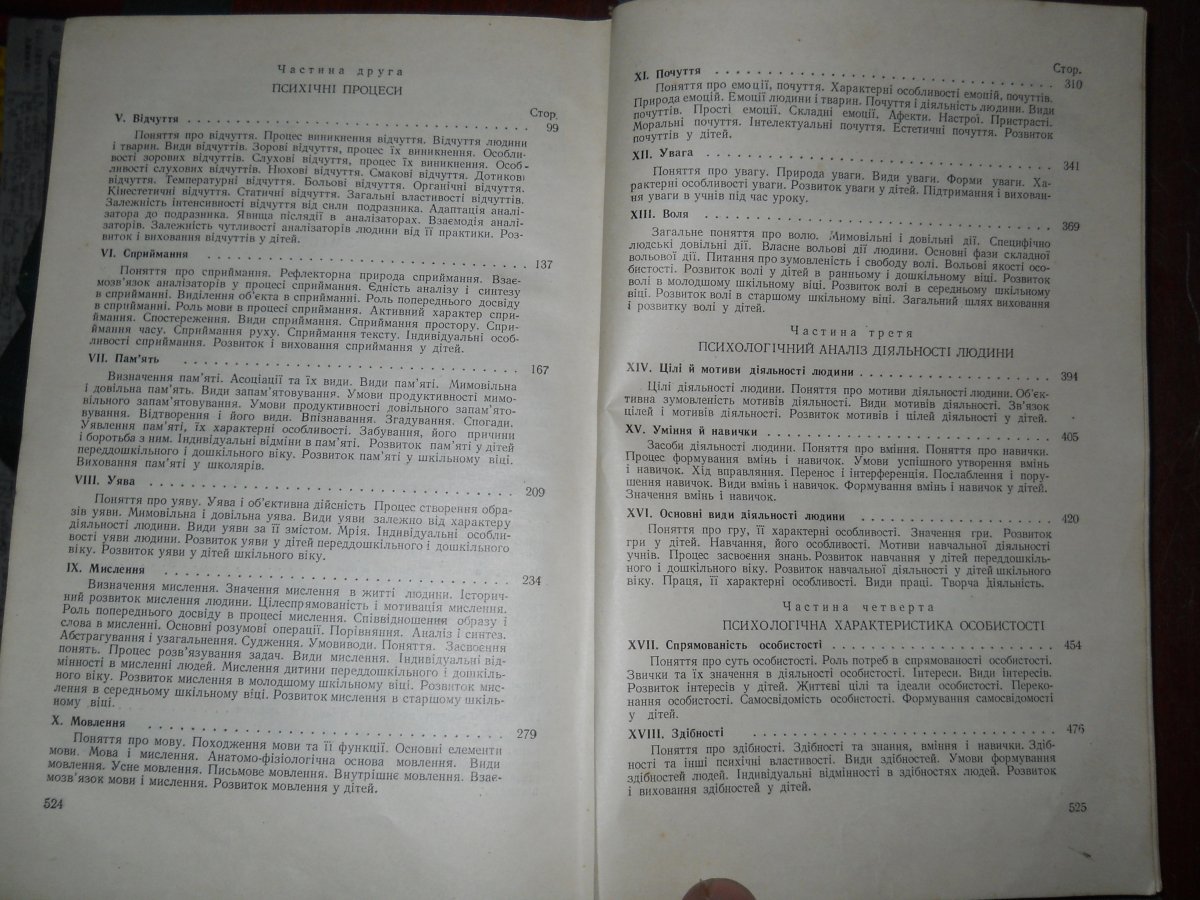 Частина друга
ПСИХІЧНІ ПРОЦЕСИ
Стор.
V. Відчуття . . . . . . . . . . . . . . . . . . . . . . . . . . . . . 99
Поняття про відчуття. Процес виникнення відчуття. Відчуття людини
і тварин. Види відчуттів. Зорові відчуття, процес їх виникнення. Особли-
вості зорових відчуттів. Слухові відчуття, процес їх виникнення. Особ-
ливості слухових відчуттів. Нюхові відчуття. Смакові відчуття. Дотикові
відчуття. Температурні відчуття. Больові відчуття. Органічні відчуття.
Кінестетичні відчуття. Статичні відчуття. Загальні властивості відчуттів.
Залежність інтенсивності відчуття від сили подразника. Адаптація аналі-
затора до подразника. Явища післядії в аналізаторах. Взаємодія аналі-
заторів. Залежність чутливості аналізаторів людини від її практики. Роз-
виток і виховання відчуттів у дітей.
VI. Сприймання . . . . . . . . . . . . . . . . . . . . . . . . . . 137
Поняття про сприймання. Рефлекторна природа сприймання. Взає-
мозв'язок аналізаторів у процесі сприймання. Єдність аналізу і синтезу
в сприйманні. Виділення об'єкта в сприйманні. Роль попереднього досвіду
в сприйманні. Роль мови в процесі сприймання. Активний характер спри-
ймання. Спостереження. Види сприймання. Сприймання простору. Спри-
ймання часу. Сприймання руху. Сприймання тексту. Індивідуальні особ-
ливості сприймання. Розвиток і виховання сприймання у дітей.
VII. Пам'ять . . . . . . . . . . . . . . . . . . . . . . . . . . . 167
Визначення пам'яті. Асоціації та їх види. Види пам'яті. Мимовільна
і довільна пам'ять. Види запам'ятовування. Умови продуктивності мимо-
вільного запам'ятовування. Умови продуктивності довільного запам'ято-
вування. Відтворення і його види. Впізнавання. Згадування. Спогади.
Уявлення пам'яті, їх характерні особливості. Забування, його причини
і боротьба з ним. Індивідуальні відміни в пам'яті. Розвиток пам'яті у дітей
переддошкільного і дошкільного віку. Розвиток пам'яті у шкільному віці.
Виховання пам'яті у школярів.
VIII. Уява . . . . . . . . . . . . . . . . . . . . . . . . . . . . 209
Поняття про уяву. Уява і об'єктивна дійсність Процес створення обра-
зів уяви. Мимовільна і довільна уява. Види уяви залежно від характеру
діяльності людини. Види уяви за її змістом. Мрія. Індивідуальні особли-
вості уяви людини. Розвиток уяви у дітей переддошкільного і дошкільного
віку. Розвиток уяви у дітей шкільного віку.
IX. Мислення . . . . . . . . . . . . . . . . . . . . . . . . . . . 234
Визначення мислення. Значення мислення в житті людини. Історич-
ний розвиток мислення людини. Цілеспрямованість і мотивація мислення.
Роль попереднього досвіду в процесі мислення. Співвідношення образу і
слова в мисленні. Основні розумові операції. Порівняння. Аналіз і синтез.
Абстрагування і узагальнення. Судження. Умовиводи. Поняття. Засвоєння
понять. Процес розв'язування задач. Види мислення. Індивідуальні від-
мінності в мисленні людей. Мислення дитини переддошкільного і дошкіль-
ного віку. Розвиток мислення в молодшому шкільному віці. Розвиток мис-
лення в середньому шкільному віці. Розвиток мислення в старшому шкіль-
ному віці.
X. Мовлення . . . . . . . . . . . . . . . . . . . . . . . . . . . 279
Поняття про мову. Походження мови та її функції. Основні елементи
мови. Мова і мислення. Анатомо-фізіологічна основа мовлення. Види
мовлення. Усне мовлення. Письмове мовлення. Внутрішнє мовлення. Взає-
мозв'язок мови і мислення. Розвиток мовлення у дітей.
524
Стор.
XI. Почуття . . . . . . . . . . . . . . . . . . . . . . . . . . . . 310
Поняття про емоції, почуття. Характерні особливості емоцій, почуттів.
Природа емоцій. Емоції людини і тварин. Почуття і діяльність людини. Види
почуттів. Прості емоції. Складні емоції. Афекти. Настрої. Пристрасті.
Моральні почуття. Інтелектуальні почуття. Естетичні почуття. Розвиток
почуттів у дітей.
XII. Увага . . . . . . . . . . . . . . . . . . . . . . . . . . . . 341
Поняття про увагу. Природа уваги. Види уваги. Форми уваги. Ха-
рактерні особливості уваги. Розвиток уваги у дітей. Підтримання і вихован-
ня уваги в учнів під час уроку.
XIII. Воля . . . . . . . . . . . . . . . . . . . . . . . . . . . . 369
Загальне поняття про волю. Мимовільні і довільні дії. Специфічно
людські довільні дії. Власне вольові дії людини. Основні фази складної
вольової дії. Питання про зумовленість і свободу волі. Вольові якості осо-
бистості. Розвиток волі у дітей в ранньому і дошкільному віці. Розвиток
волі в молодшому шкільному віці. Розвиток волі в середньому шкільному
віці. Розвиток волі в старшому шкільному віці. Загальний шлях виховання
і розвитку волі у дітей.
Частина третя
ПСИХОЛОГІЧНИЙ АНАЛІЗ ДІЯЛЬНОСТІ ЛЮДИНИ
XIV. Цілі й мотиви діяльності людини . . . . . . . . . . . . . . . . 394
Цілі діяльності людини. Поняття про мотиви діяльності людини. Об'єк-
тивна зумовленість мотивів діяльності. Види мотивів діяльності. Зв'язок
цілей і мотивів діяльності. Розвиток мотивів і цілей діяльності у дітей.
XV. Уміння й навички . . . . . . . . . . . . . . . . . . . . . . . . 405
Засоби діяльності людини. Поняття про вміння. Поняття про навички.
Процес формування вмінь і навичок. Умови успішного утворення вмінь
і навичок. Хід вправляння. Перенос і інтерференція. Послаблення і пору-
шення навичок. Види вмінь і навичок. Формування вмінь і навичок у дітей.
Значення вмінь і навичок.
XVI. Основні види діяльності людини . . . . . . . . . . . . . . . . 420
Поняття про гру, її характерні особливості. Значення гри. Розвиток
гри у дітей. Навчання, його особливості. Мотиви навчальної діяльності
учнів. Процес засвоєння знань. Розвиток навчання у дітей переддошкіль-
ного і дошкільного віку. Розвиток навчальної діяльності у дітей шкільного
віку. Праця, її характерні особливості. Види праці. Творча діяльність.
Частина четверта
ПСИХОЛОГІЧНА ХАРАКТЕРИСТИКА ОСОБИСТОСТІ
XVII. Спрямованість особистості . . . . . . . . . . . . . . . . . . 454
Поняття про суть особистості. Роль потреб в спрямованості особистості.
Звички та їх значення в діяльності особистості. Інтереси. Види інтересів.
Розвиток інтересів у дітей. Життєві цілі та ідеали особистості. Переко-
нання особистості. Самосвідомість особистості. Формування самосвідомості
у дітей.
XVIII. Здібності . . . . . . . . . . . . . . . . . . . . . . . . . . 476
Поняття про здібності. Здібності та знання, вміння і навички. Здіб-
ності та інші психічні властивості. Види здібностей. Умови формування
здібностей людей. Індивідуальні відмінності в здібностях людей. Розвиток
і виховання здібностей у дітей.
525